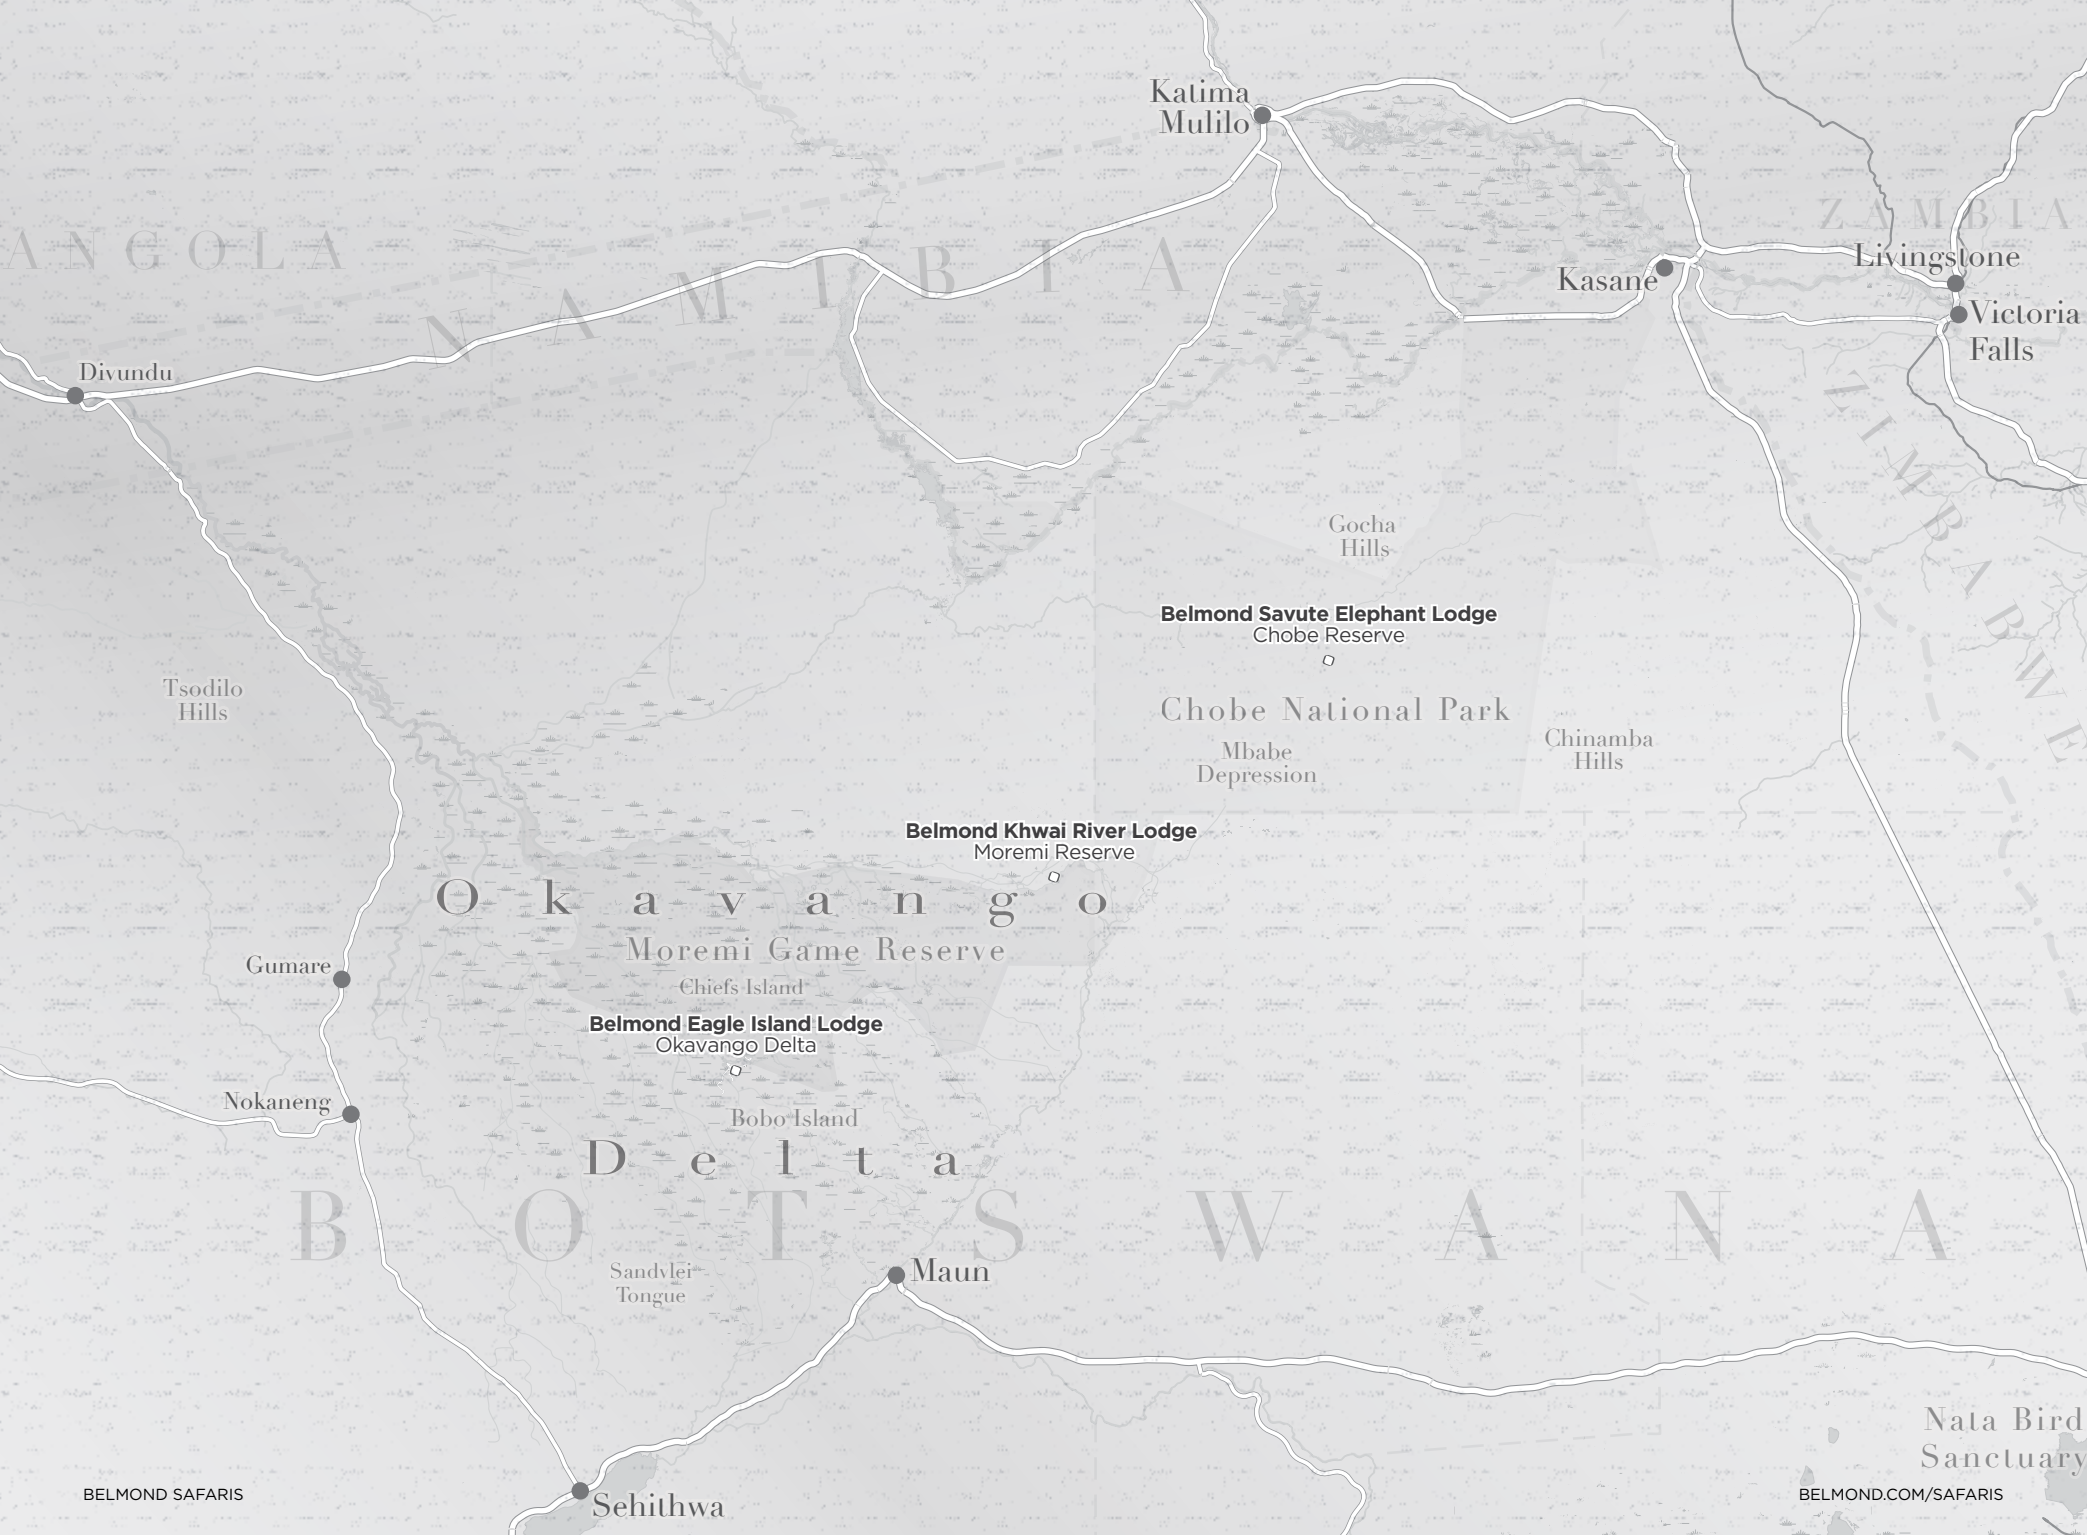 Katima
Mulilo
ANGOLA
NAMIBIA
ZAMBIA
Livingstone
Kasane
Victoria
Falls
Divundu
ZIMBABWE
Gocha
Hills
Belmond Savute Elephant Lodge
Chobe Reserve
Tsodilo
Hills
Chobe National Park
Mbabe
Depression
Chinamba
Hills
Belmond Khwai River Lodge
Moremi Reserve
Okavango
Moremi Game Reserve
Gumare
Chiefs Island
Belmond Eagle Island Lodge
Okavango Delta
Nokaneng
Bobo Island
Delta
BOTSWANA
Sandvlei
Tongue
Maun
Nata Bird
Sanctuary
BELMOND SAFARIS
Sehithwa
BELMOND.COM/SAFARIS